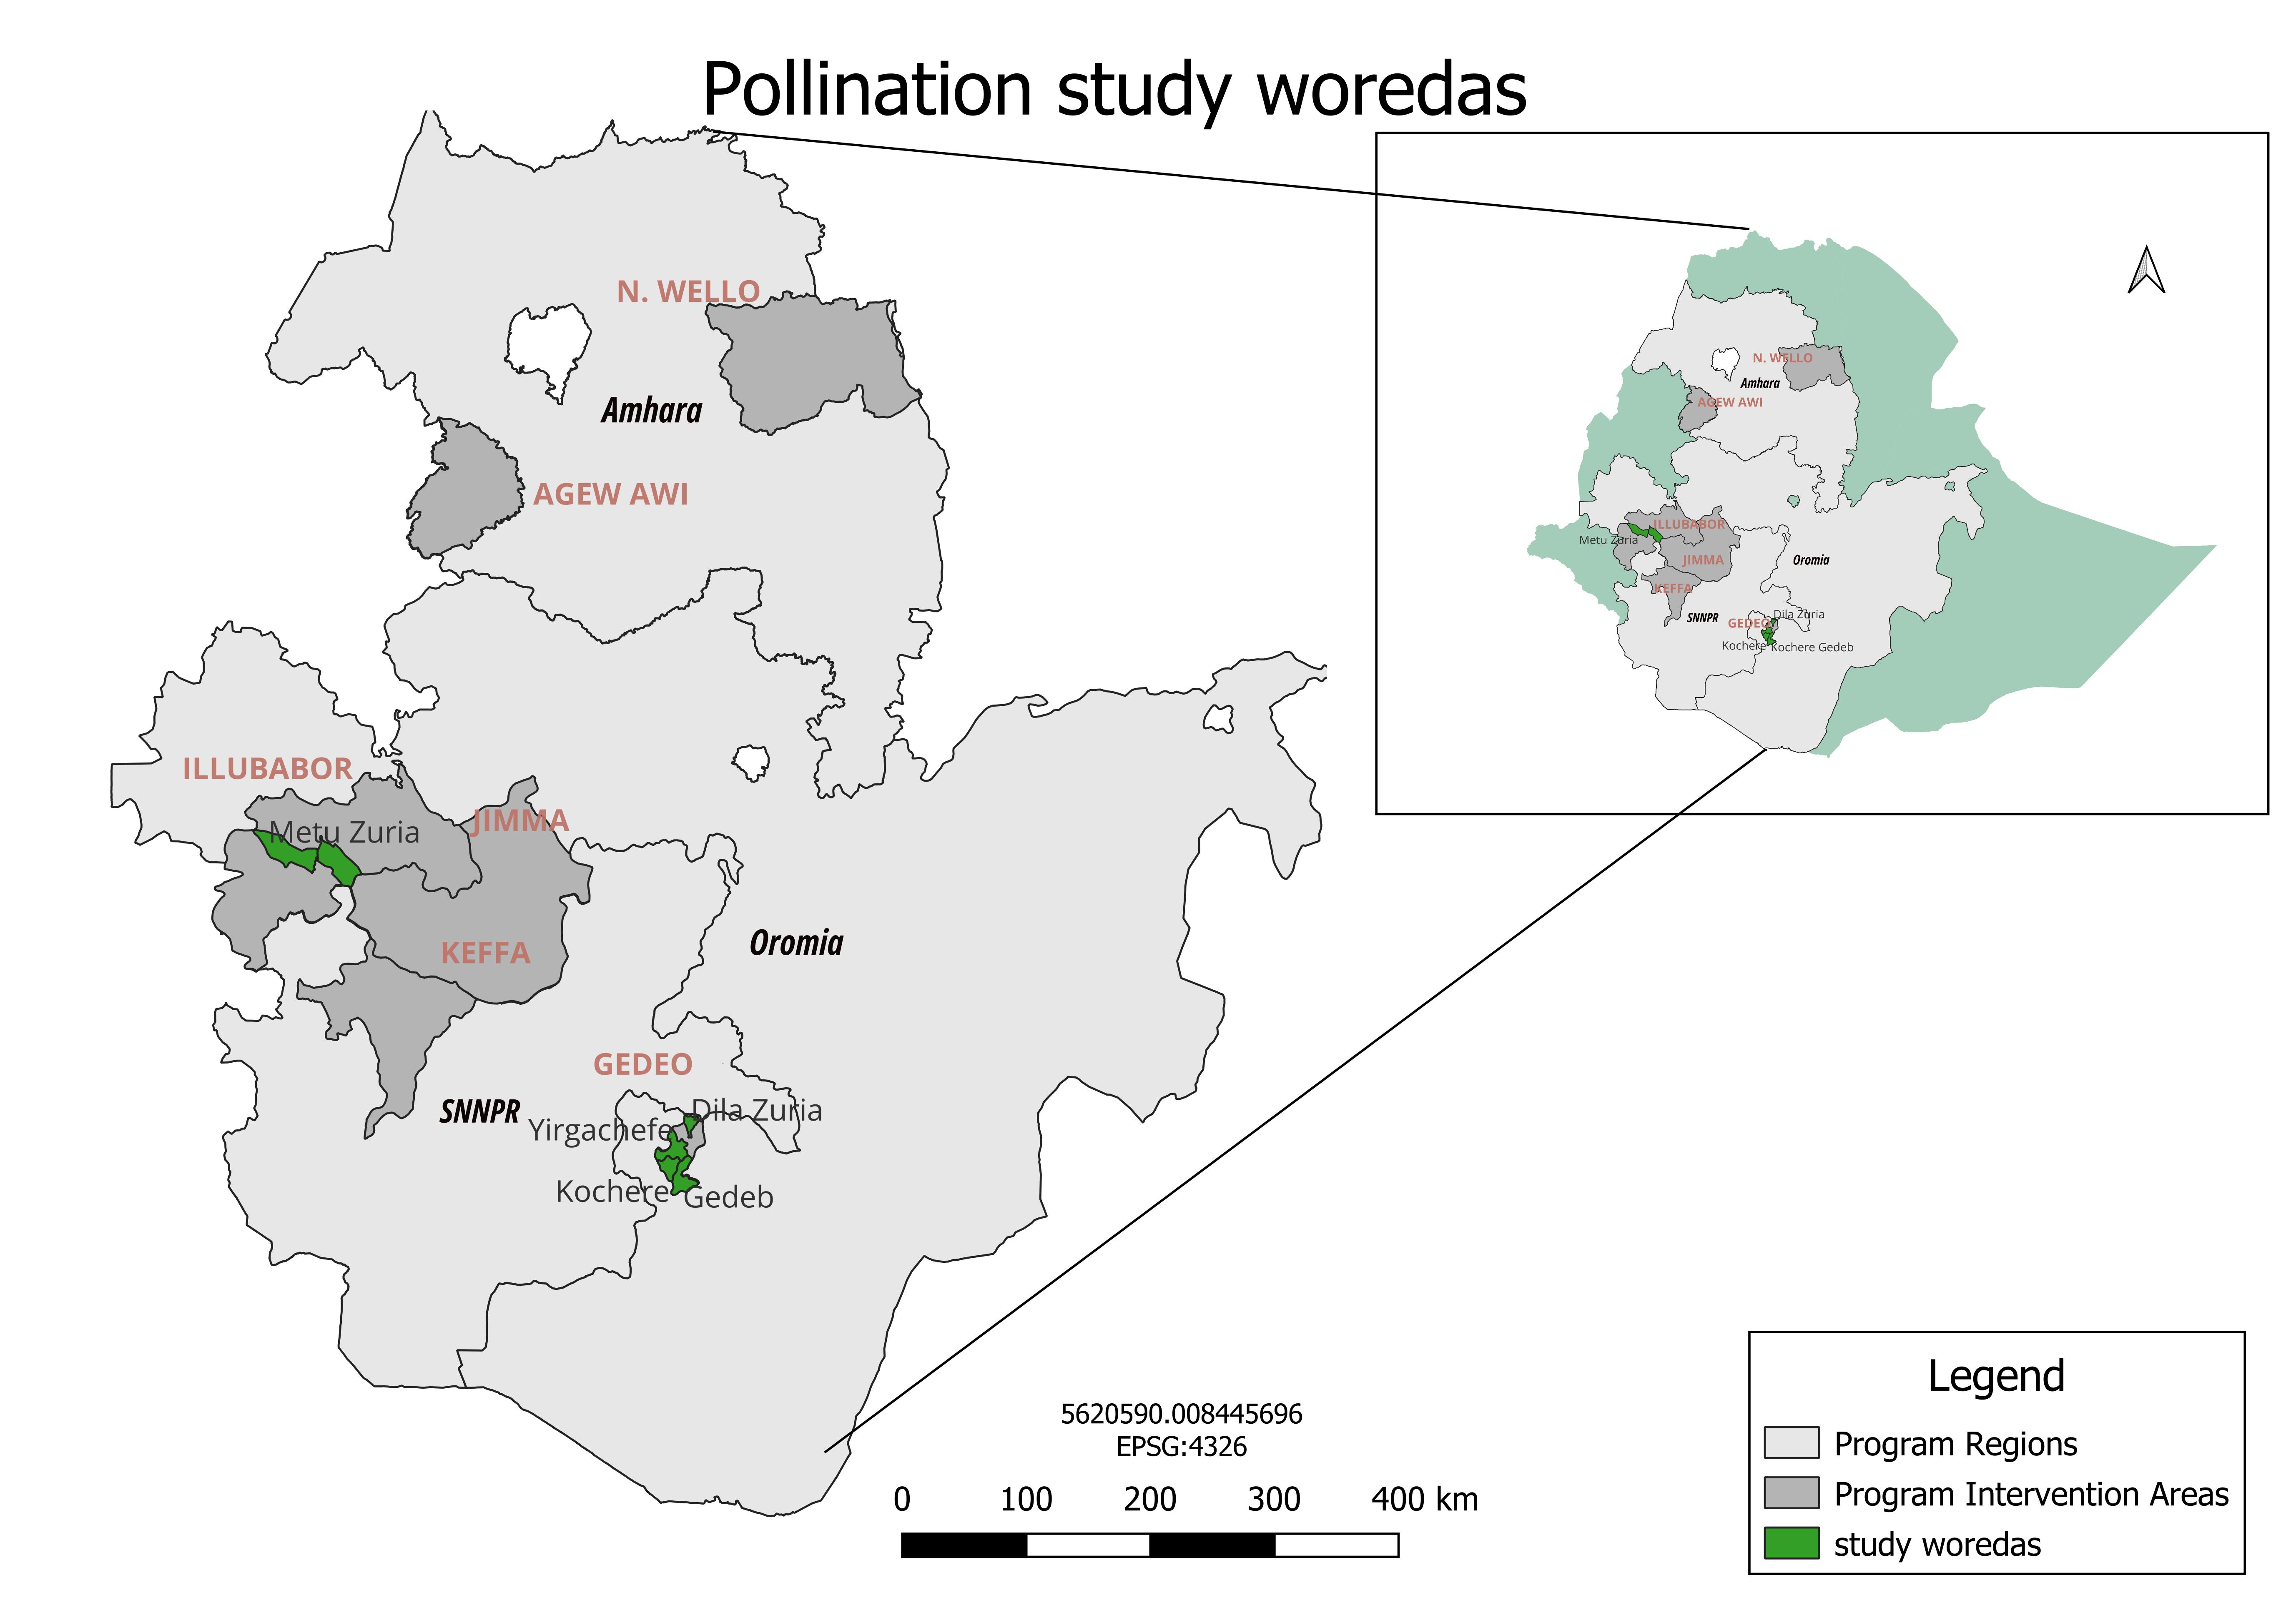 Pollination study woredas
N. WELLO
Amhara
AGEW AWI
ILLUBABOR
JIMMA
Metu Zuria
KEFFA
Oromia
GEDEO
SNNPR
Dila Zuria
Yirgachefe
Kochere
Gedeb
N. WELLO
Amhara
AGEW AWI
ILLUBABOR
Metu Zuria
JIMMA
Oromia
KEFFA
SNNPR
Dila Zuria
GEDEO
Kochere
Kochere Gedeb
5620590.008445696
EPSG:4326
0 100 200 300 400 km
Legend
Program Regions
Program Intervention Areas
study woredas